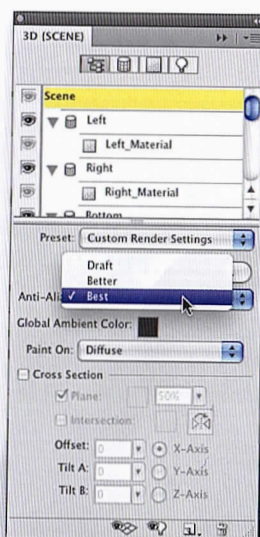 3D {SCENE}
Scene
Left
Left_Material
Right
Right_Material
Bottom
Preset: Custom Render Settings
Draft
Better
Anti-Ali ✓ Best
Global Ambient Color:
Paint On: Diffuse
Cross Section
Plane: 50%
Intersection:
Offset: 0 X-Axis
Tilt A: 0 Y-Axis
Tilt B: 0 Z-Axis